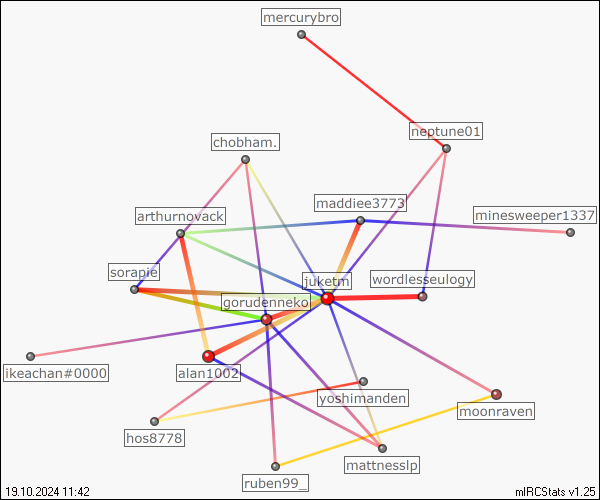 mercurybro
neptune01
chobham.
maddiee3773
arthurnovack
minesweeper1337
sorapie
juketm
wordlesseulogy
gorudenneko
ikeachan#0000
alan1002
yoshimanden
moonraven
hos8778
mattnesslp
ruben99_
19.10.2024 11:42
mIRCStats v1.25